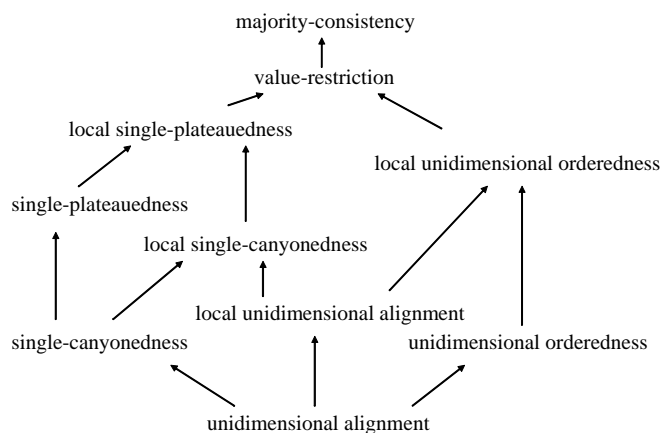 majority-consistency
value-restriction
local single-plateauedness
local unidimensional orderedness
single-plateauedness
local single-canyonedness
local unidimensional alignment
single-canyonedness
unidimensional orderedness
unidimensional alignment